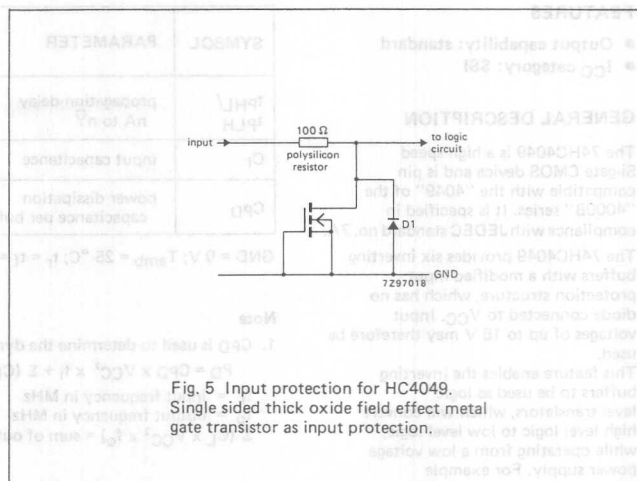 FEATURES
• Output capability: standard
• ICC category: SSI
GENERAL DESCRIPTION
The 74HC4049 is a high-speed
Si-gate CMOS device and is pin
compatible with the "4049" of the
"4000B" series. It is specified in
compliance with JEDEC standard no. 7
The 74HC4049 provides six inverting
buffers with a modified input
protection structure, which has no
diode connected to VCC. Input
voltages of up to 15 V may therefore be
used.
This feature enables the inverting
buffers to be used as logic
level translators, which
high level logic to low level logic
while operating from a low voltage
power supply. For example
SYMBOL PARAMETER
tPHL/
tPLH
propagation delay
nA to nY
CI input capacitance
CPD power dissipation
capacitance per
GND = 0 V; Tamb = 25 °C; tr = tf =
Note
1. CPD is used to determine the
PD = CPD x VCC² x fi + Σ
input frequency in MHz
frequency in MHz
Σ (CL x VCC² x fo) = sum of
input
100 Ω
polysilicon
resistor
to logic
circuit
D1
GND
7Z97018
Fig. 5 Input protection for HC4049.
Single sided thick oxide field effect metal
gate transistor as input protection.